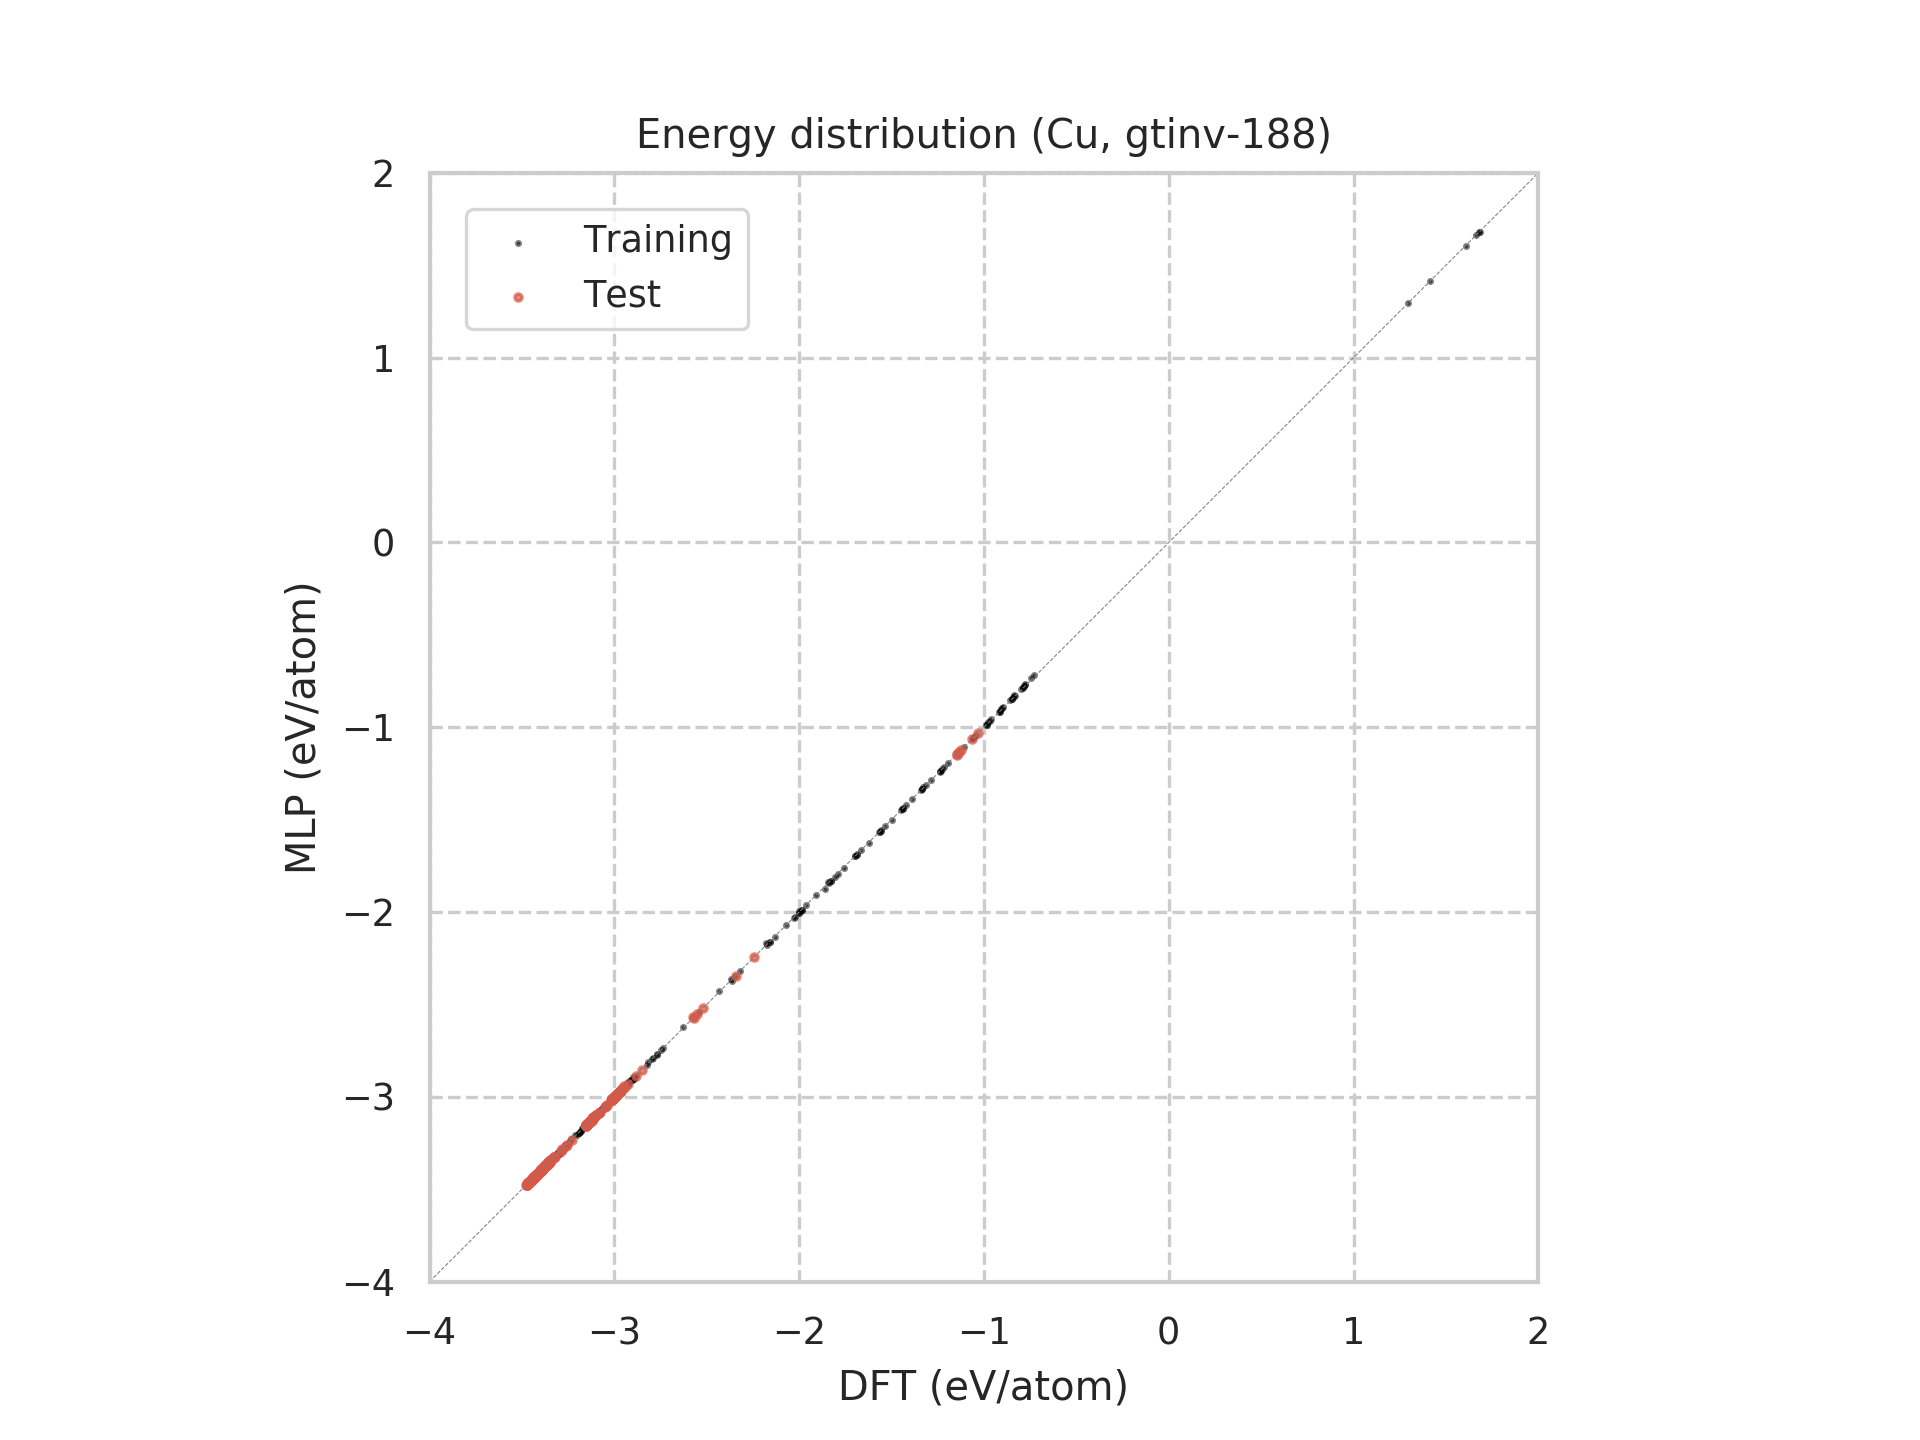 Energy distribution (Cu, gtinv-188)
Training
Test
2
1
0
−1
−2
−3
−4
MLP (eV/atom)
−4 −3 −2 −1 0 1 2
DFT (eV/atom)